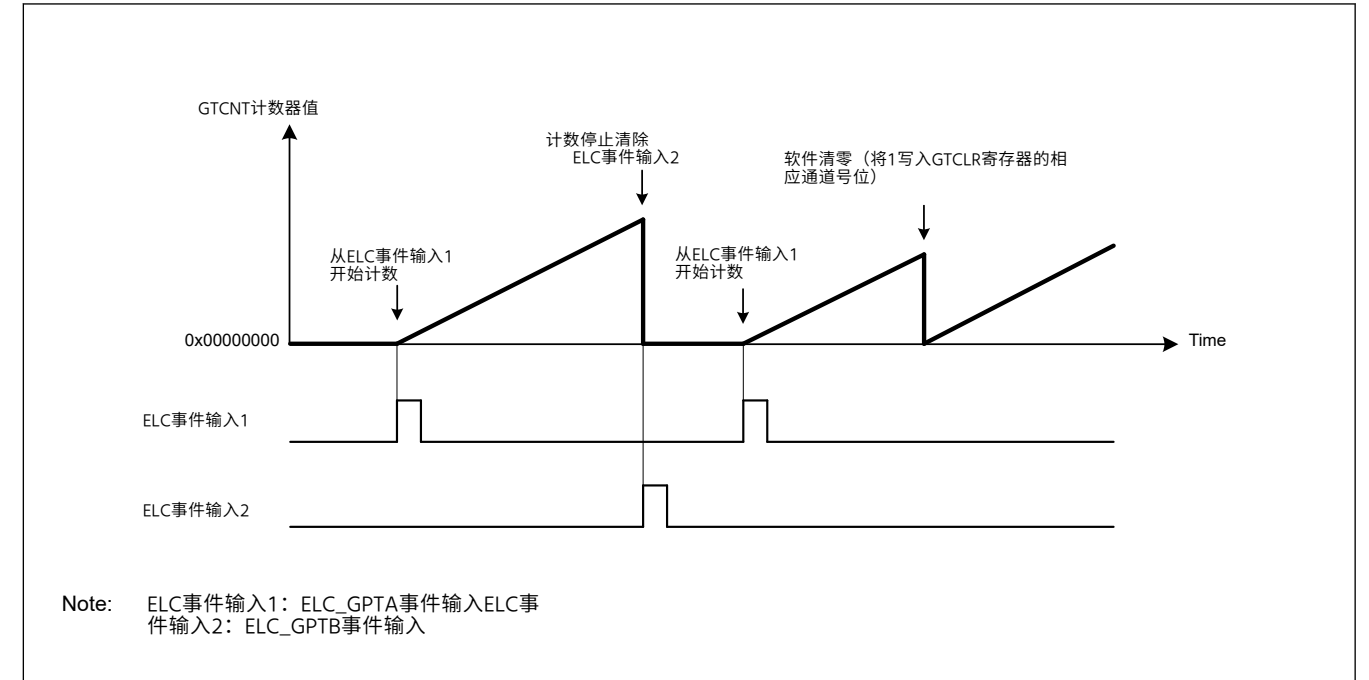 GTCNT计数器值
计数停止清除
ELC事件输入2
软件清零（将1写入GTCLR寄存器的相
应通道号位）
从ELC事件输入1
开始计数
从ELC事件输入1
开始计数
0x00000000
Time
ELC事件输入1
ELC事件输入2
Note: ELC事件输入1：ELC_GPTA事件输入ELC事
件输入2：ELC_GPTB事件输入